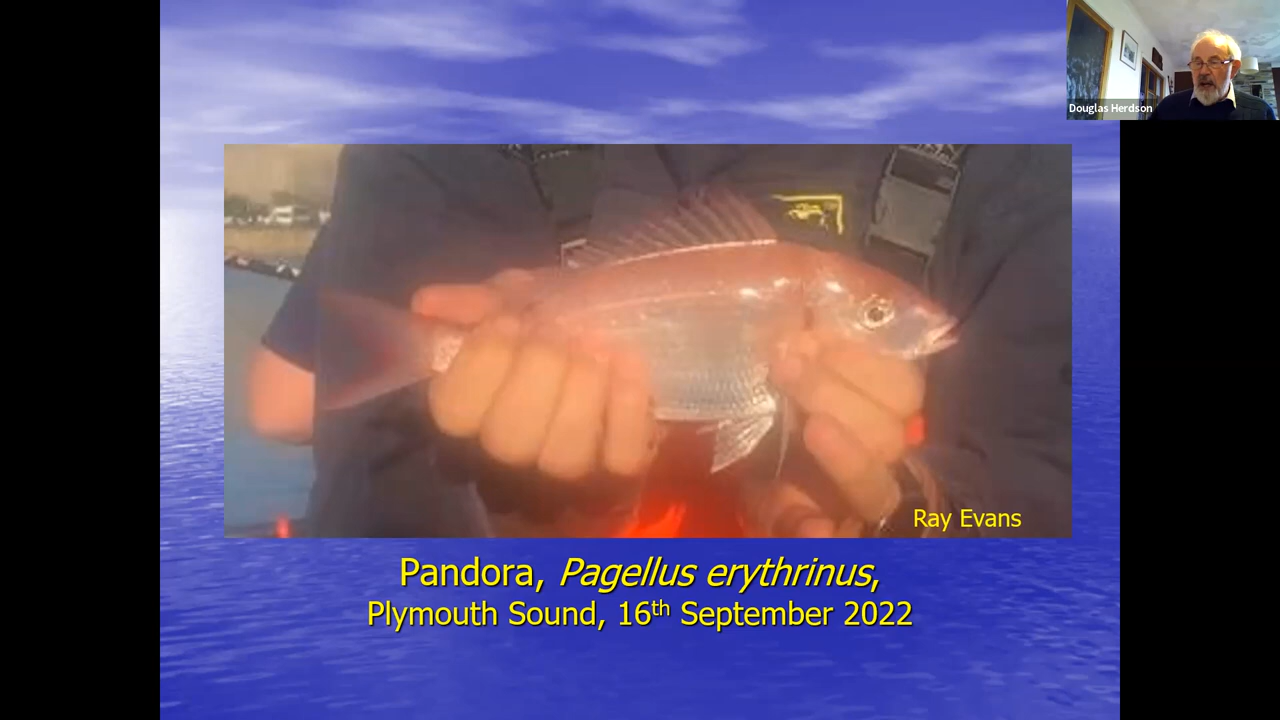 Douglas Herdson
Ray Evans
Pandora, Pagellus erythrinus,
Plymouth Sound, 16th September 2022